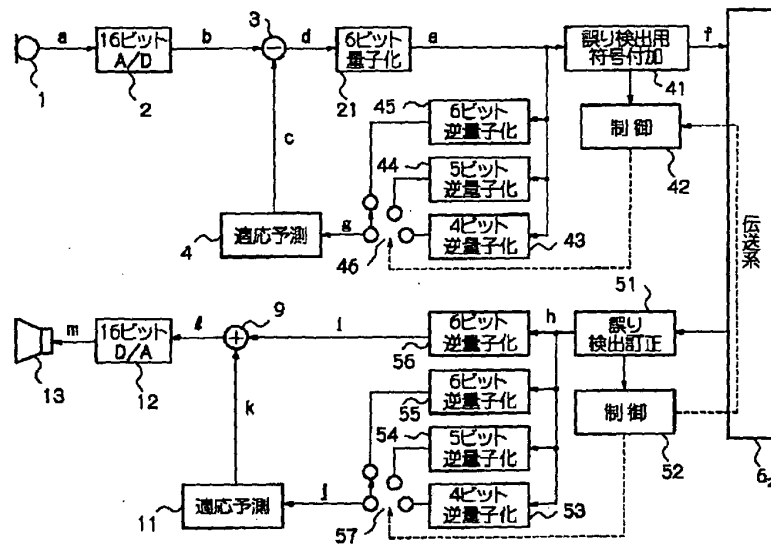 a
16ビット
A/D
b
3
d
6ビット
量子化
e
誤り検出用
符号付加
f
1
2
21
41
c
45
6ビット
逆量子化
制御
42
44
5ビット
逆量子化
4
適応予測
g
46
4ビット
逆量子化
43
伝送系
51
13
m
16ビット
D/A
12
ℓ
9
i
6ビット
逆量子化
56
h
誤り
検出訂正
k
55
6ビット
逆量子化
制御
52
54
5ビット
逆量子化
11
適応予測
j
57
4ビット
逆量子化
53
6